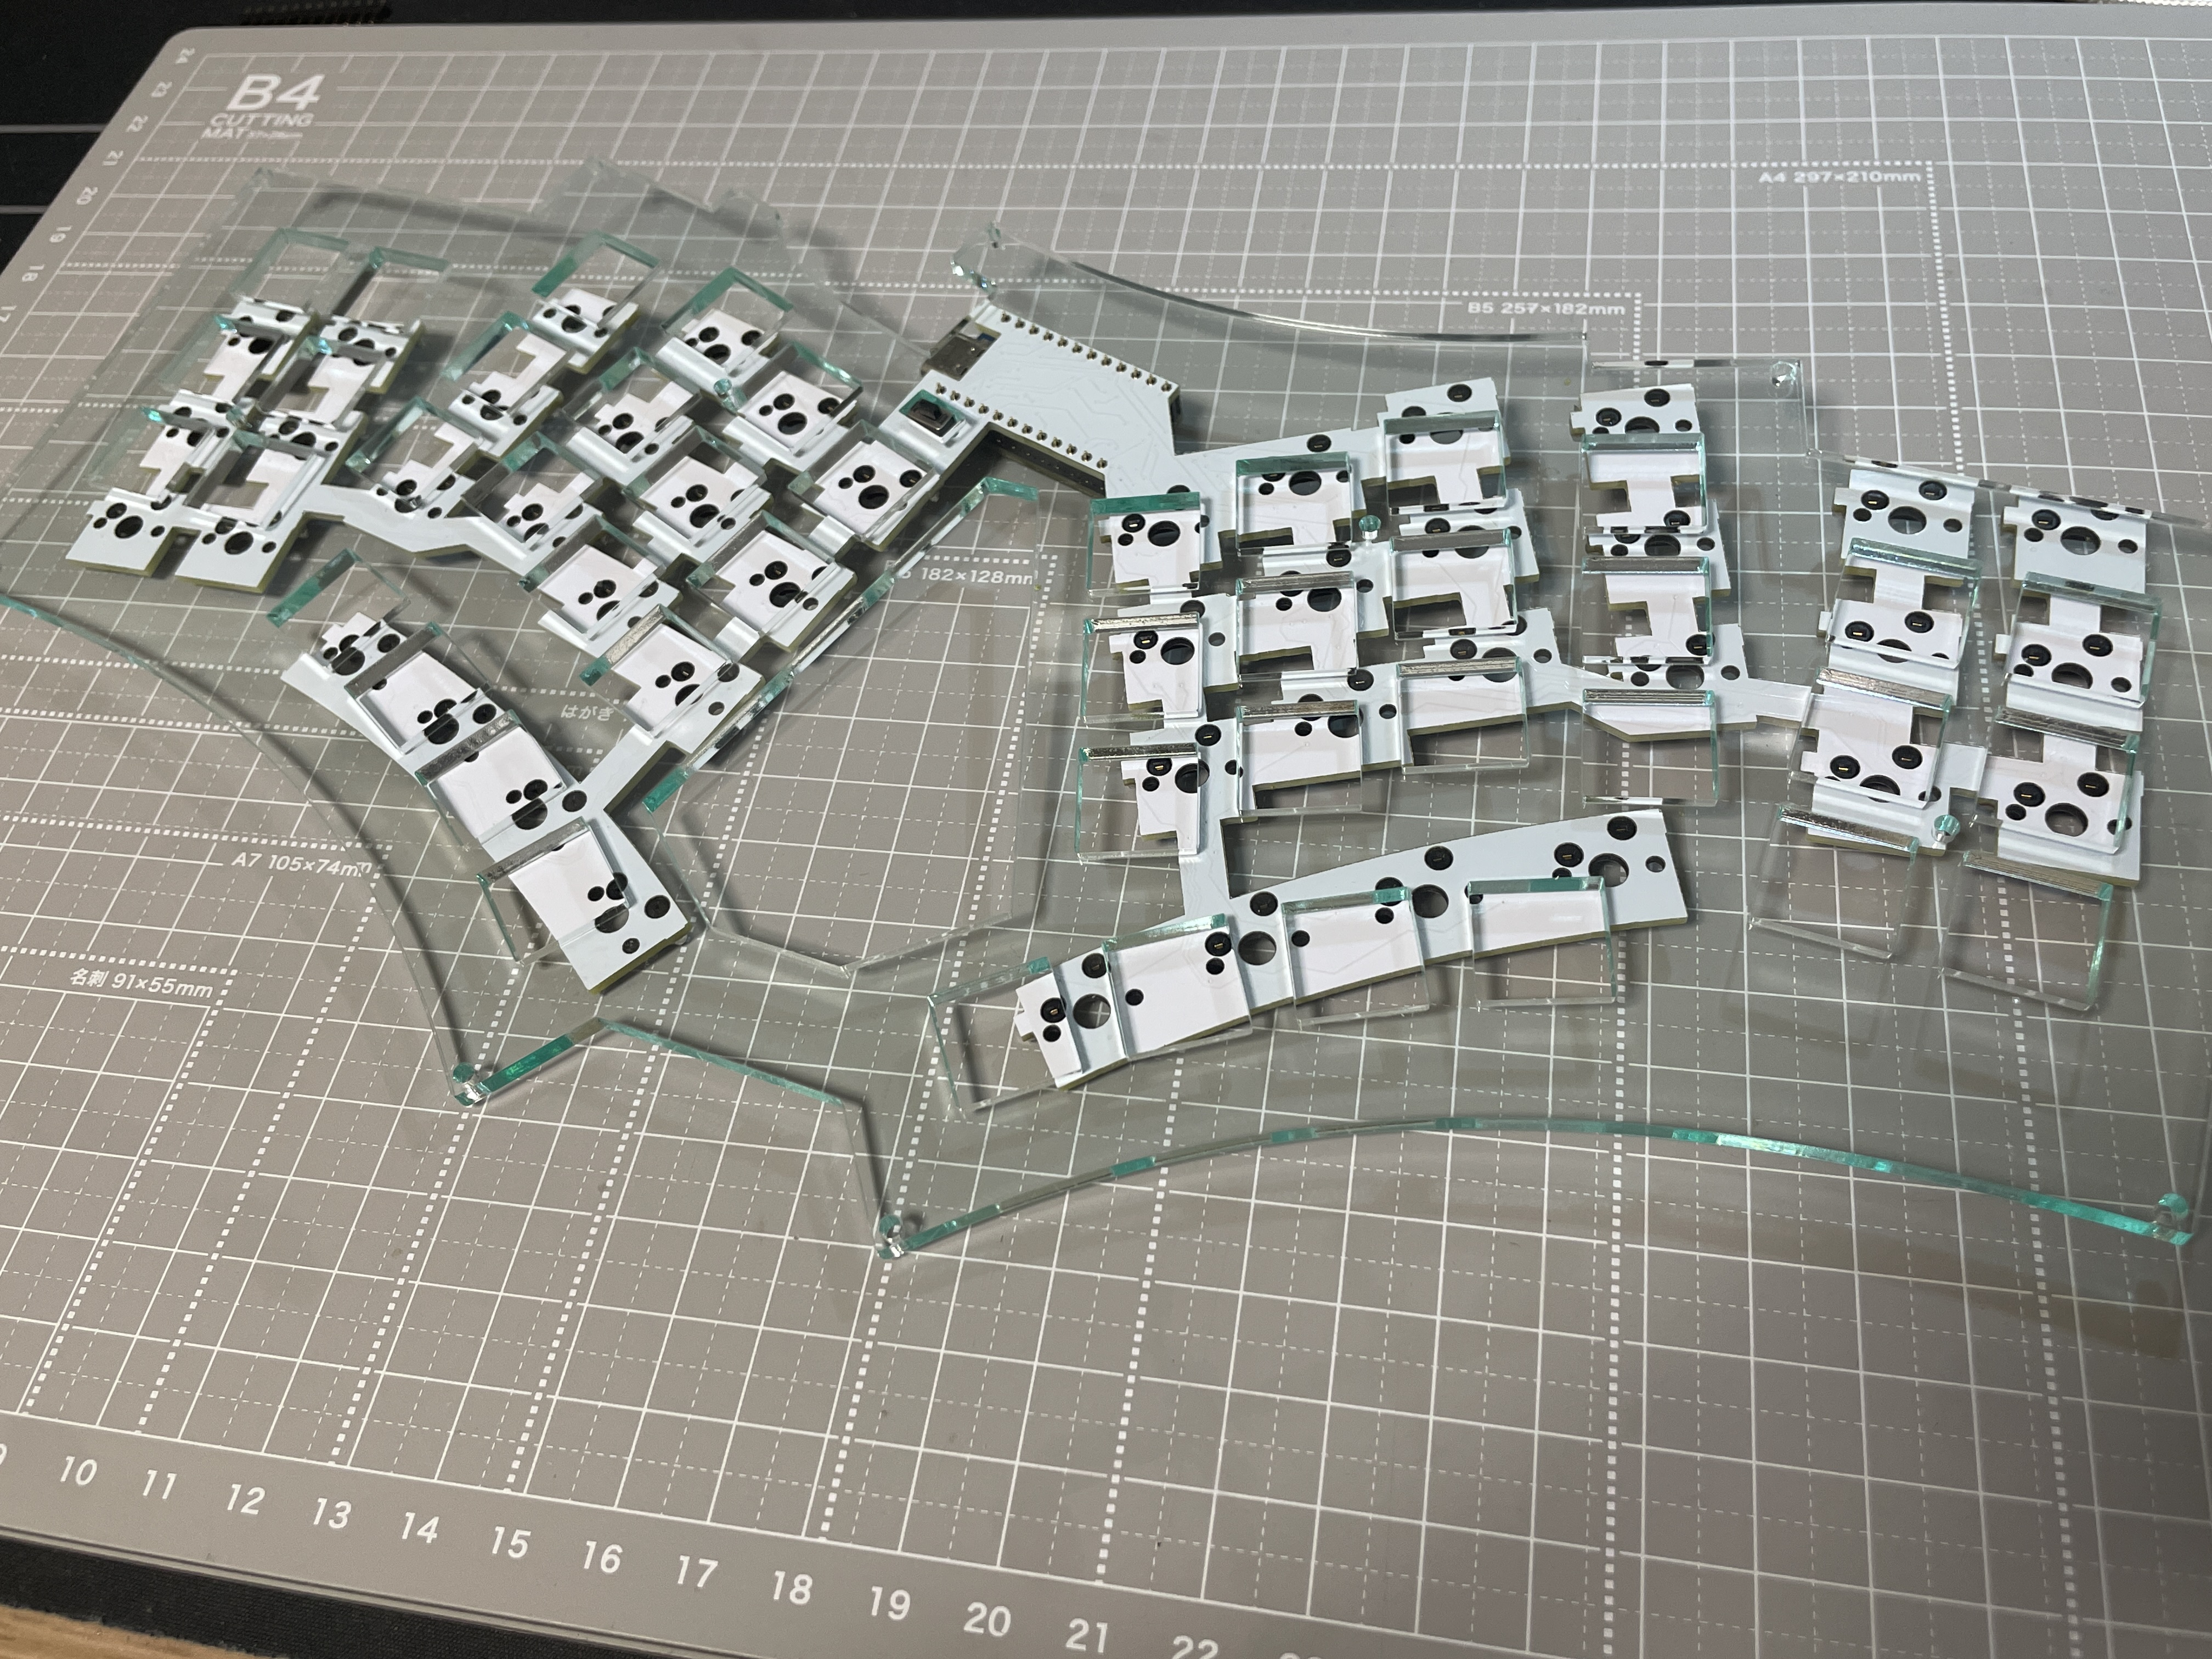 B4
CUTTING
MAT
24
23
22
21
20
19
18
17
A4 297×210mm
B5 257×182mm
182×128mm
はがき
A7 105×74mm
名刺 91×55mm
10 11 12 13 14 15 16 17 18 19 20 21 22